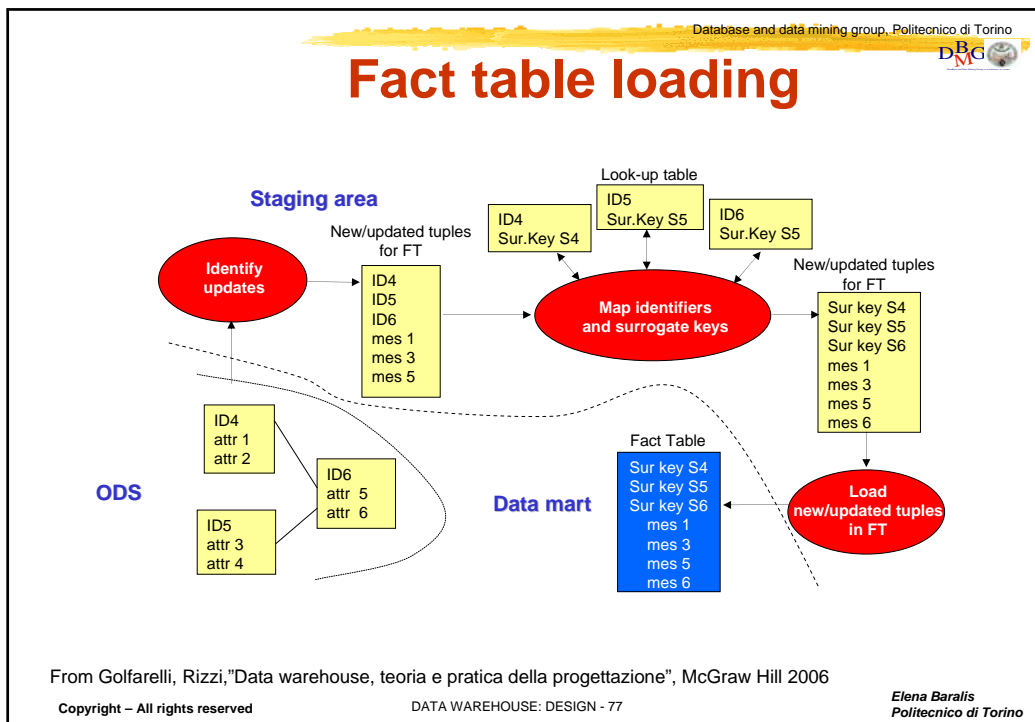 Database and data mining group, Politecnico di Torino
DBMG
Fact table loading
Look-up table
Staging area
ID5
Sur.Key S5
ID4
Sur.Key S4
ID6
Sur.Key S5
New/updated tuples
for FT
Identify
updates
ID4
ID5
ID6
mes 1
mes 3
mes 5
Map identifiers
and surrogate keys
New/updated tuples
for FT
Sur key S4
Sur key S5
Sur key S6
mes 1
mes 3
mes 5
mes 6
ID4
attr 1
attr 2
ODS
ID6
attr 5
attr 6
ID5
attr 3
attr 4
Data mart
Fact Table
Sur key S4
Sur key S5
Sur key S6
mes 1
mes 3
mes 5
mes 6
Load
new/updated tuples
in FT
From Golfarelli, Rizzi,"Data warehouse, teoria e pratica della progettazione", McGraw Hill 2006
Copyright – All rights reserved
DATA WAREHOUSE: DESIGN - 77
Elena Baralis
Politecnico di Torino